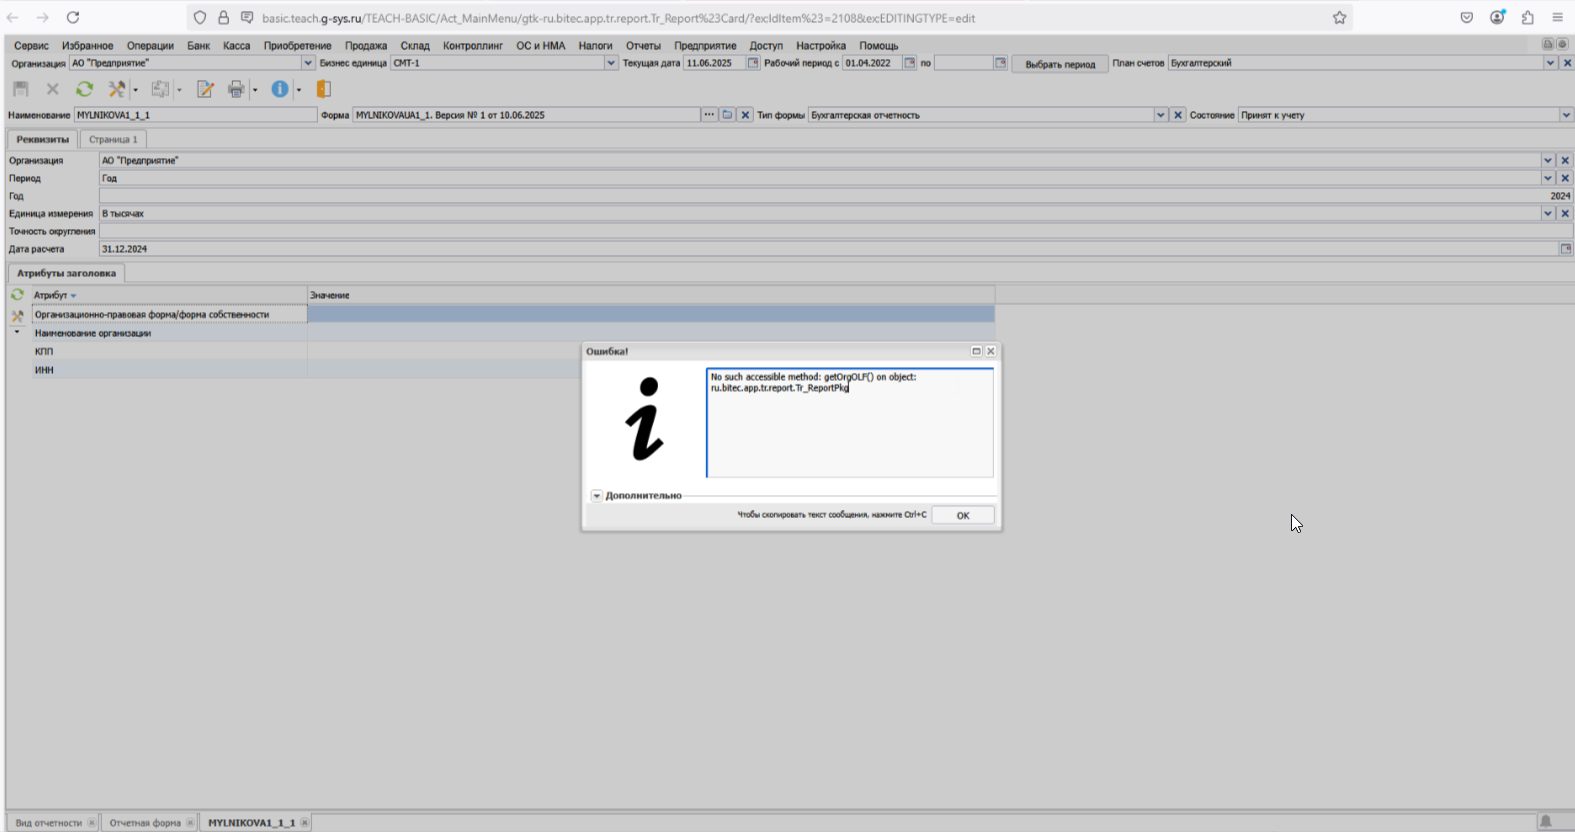 basic.teach.g-sys.ru/TEACH-BASIC/Act_MainMenu/gtk-ru.bitec.app.tr.report.Tr_Report%23Card/?excIdItem%23=2108&excEDITINGTYPE=edit
Сервис Избранное Операции Банк Касса Приобретение Продажа Склад Контроллинг ОС и НМА Налоги Отчеты Предприятие Доступ Настройка Помощь
Организация АО "Предприятие" Бизнес единица СМТ-1 Текущая дата 11.06.2025 Рабочий период с 01.04.2022 по Выбрать период План счетов Бухгалтерский
Наименование MYLNIKOVA1_1_1 Форма MYLNIKOVAUA1_1. Версия № 1 от 10.06.2025 Тип формы Бухгалтерская отчетность Состояние Принят к учету
Реквизиты Страница 1
Организация АО "Предприятие"
Период Год
Год 2024
Единица измерения В тысячах
Точность округления
Дата расчета 31.12.2024
Атрибуты заголовка
Атрибут Значение
Организационно-правовая форма/форма собственности
Наименование организации
КПП
ИНН
Ошибка!
No such accessible method: getOrgOLF() on object:
ru.bitec.app.tr.report.Tr_ReportPkg
Дополнительно
Чтобы скопировать текст сообщения, нажмите Ctrl+C OK
Вид отчетности Отчетная форма MYLNIKOVA1_1_1